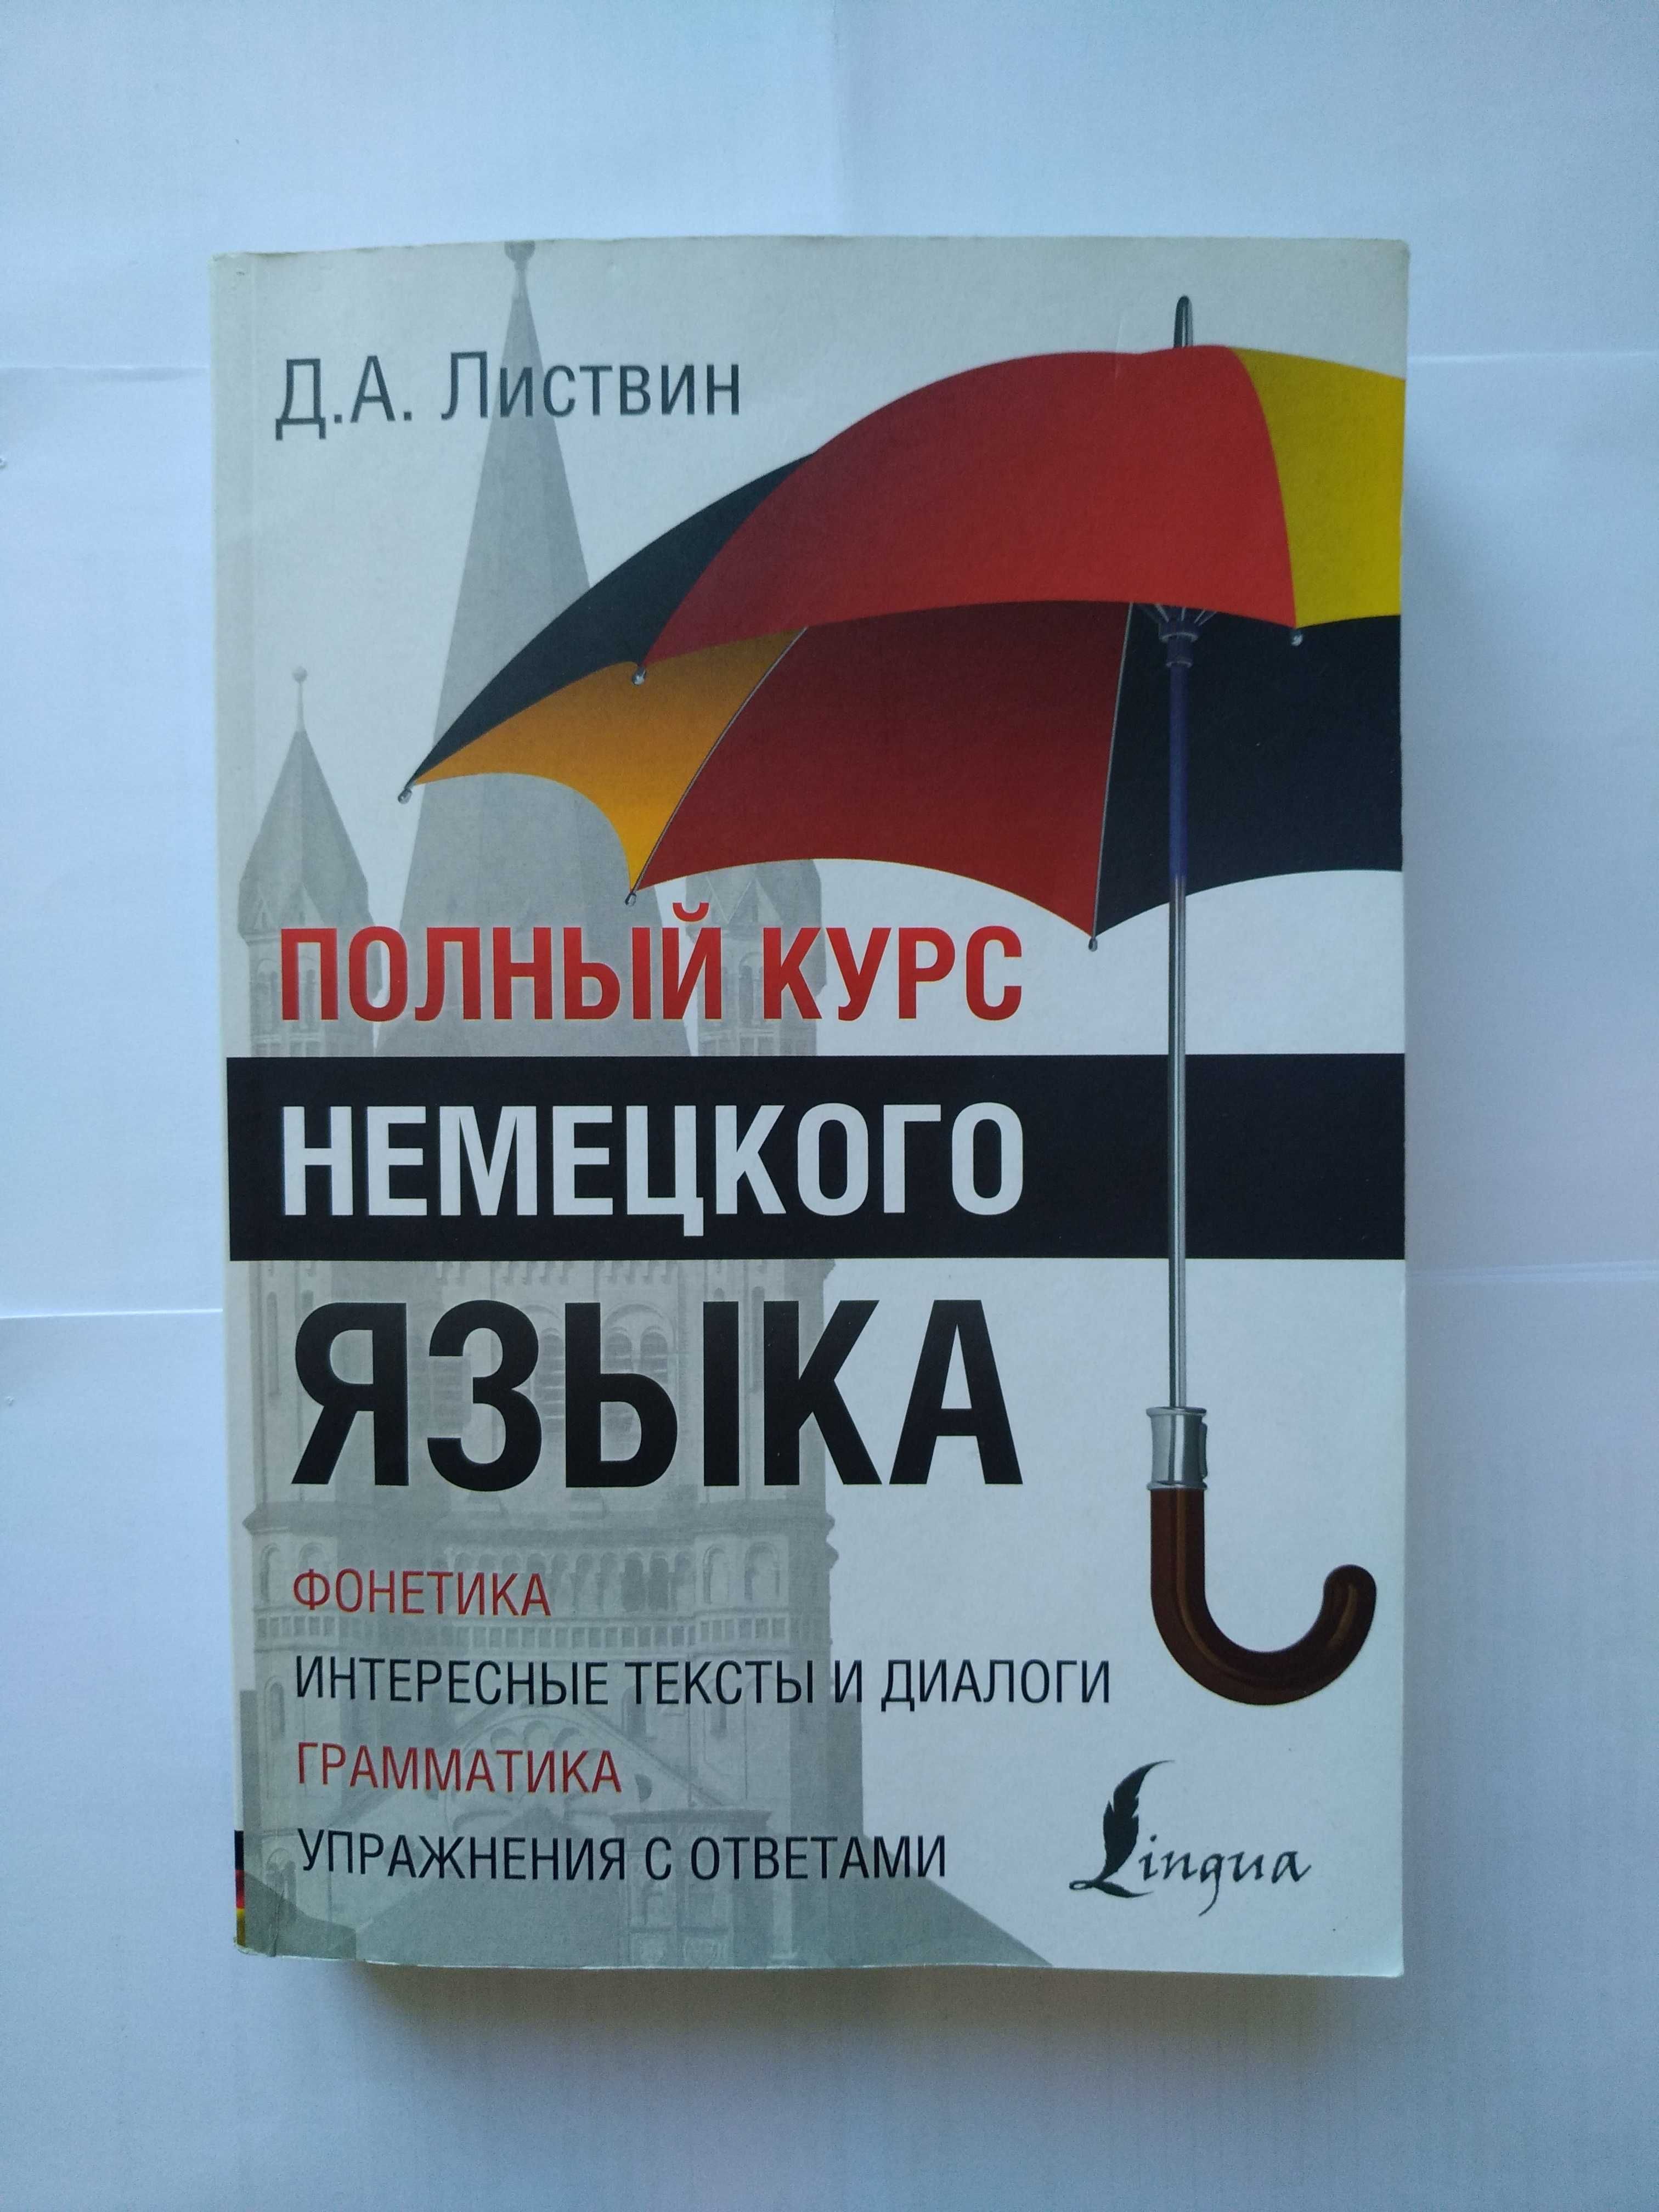 Д.А. Листвин
ПОЛНЫЙ КУРС
НЕМЕЦКОГО
ЯЗЫКА
ФОНЕТИКА
ИНТЕРЕСНЫЕ ТЕКСТЫ И ДИАЛОГИ
ГРАММАТИКА
УПРАЖНЕНИЯ С ОТВЕТАМИ
Lingua